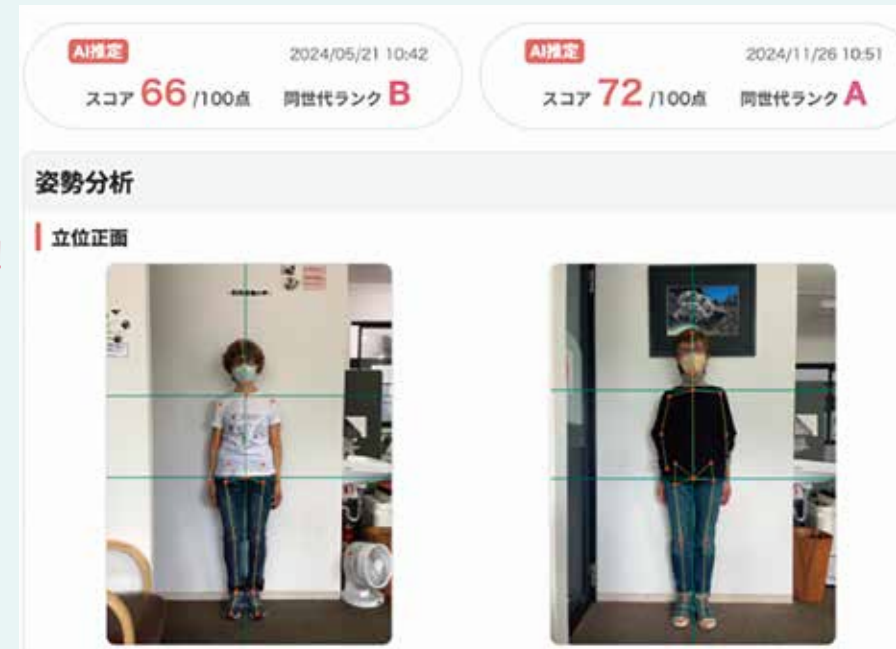 AI推定 2024/05/21 10:42
スコア 66 /100点 同世代ランク B
AI推定 2024/11/26 10:51
スコア 72 /100点 同世代ランク A
姿勢分析
立位正面